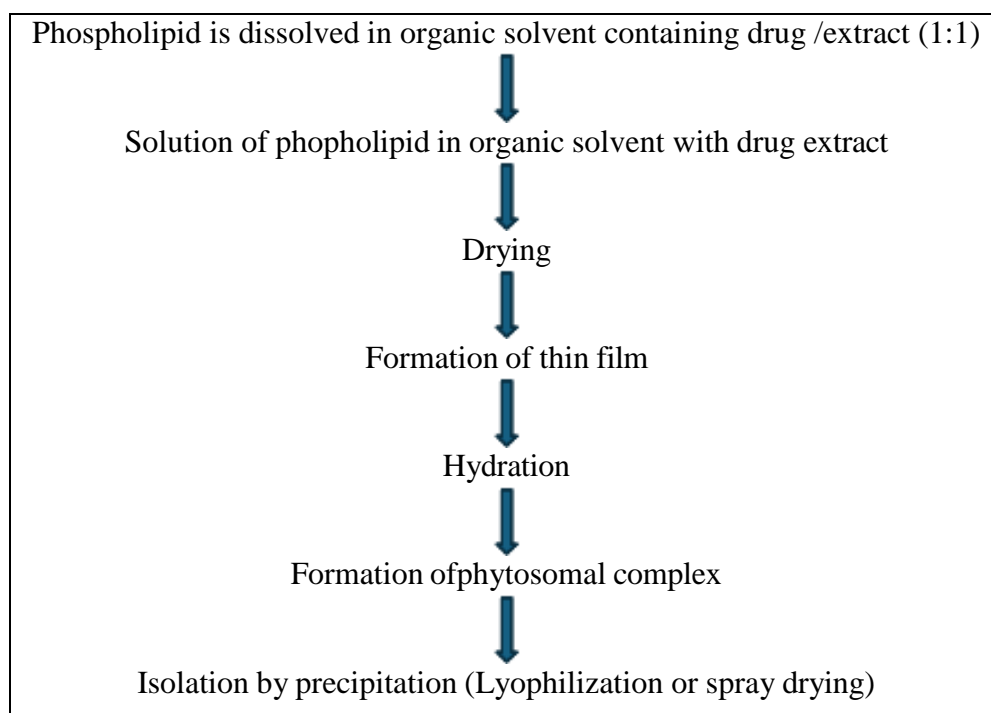 Phospholipid is dissolved in organic solvent containing drug /extract (1:1)
Solution of phopholipid in organic solvent with drug extract
Drying
Formation of thin film
Hydration
Formation ofphytosomal complex
Isolation by precipitation (Lyophilization or spray drying)